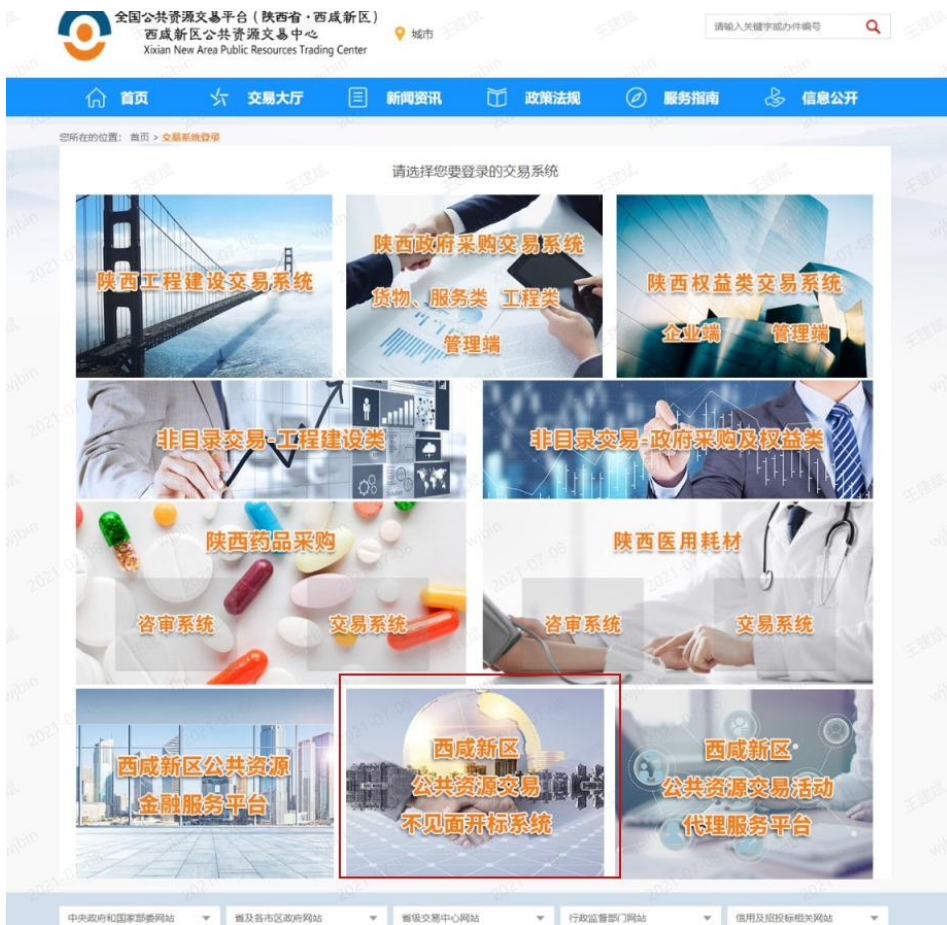 全国公共资源交易平台（陕西省·西咸新区）
西咸新区公共资源交易中心
Xixian New Area Public Resources Trading Center
城市
请输入关键字或办件编号
首页 交易大厅 新闻资讯 政策法规 服务指南 信息公开
您所在的位置： 首页 > 交易系统登录
请选择您要登录的交易系统
陕西工程建设交易系统
陕西政府采购交易系统
货物、服务类 工程类
管理端
陕西权益类交易系统
企业端 管理端
非目录交易-工程建设类
非目录交易-政府采购及权益类
陕西药品采购
咨审系统 交易系统
陕西医用耗材
咨审系统 交易系统
西咸新区公共资源
金融服务平台
西咸新区
公共资源交易
不见面开标系统
西咸新区
公共资源交易活动
代理服务平台
中央政府和国家部委网站 省及各市区政府网站 省级交易中心网站 行政监督部门网站 信用及招投标相关网站